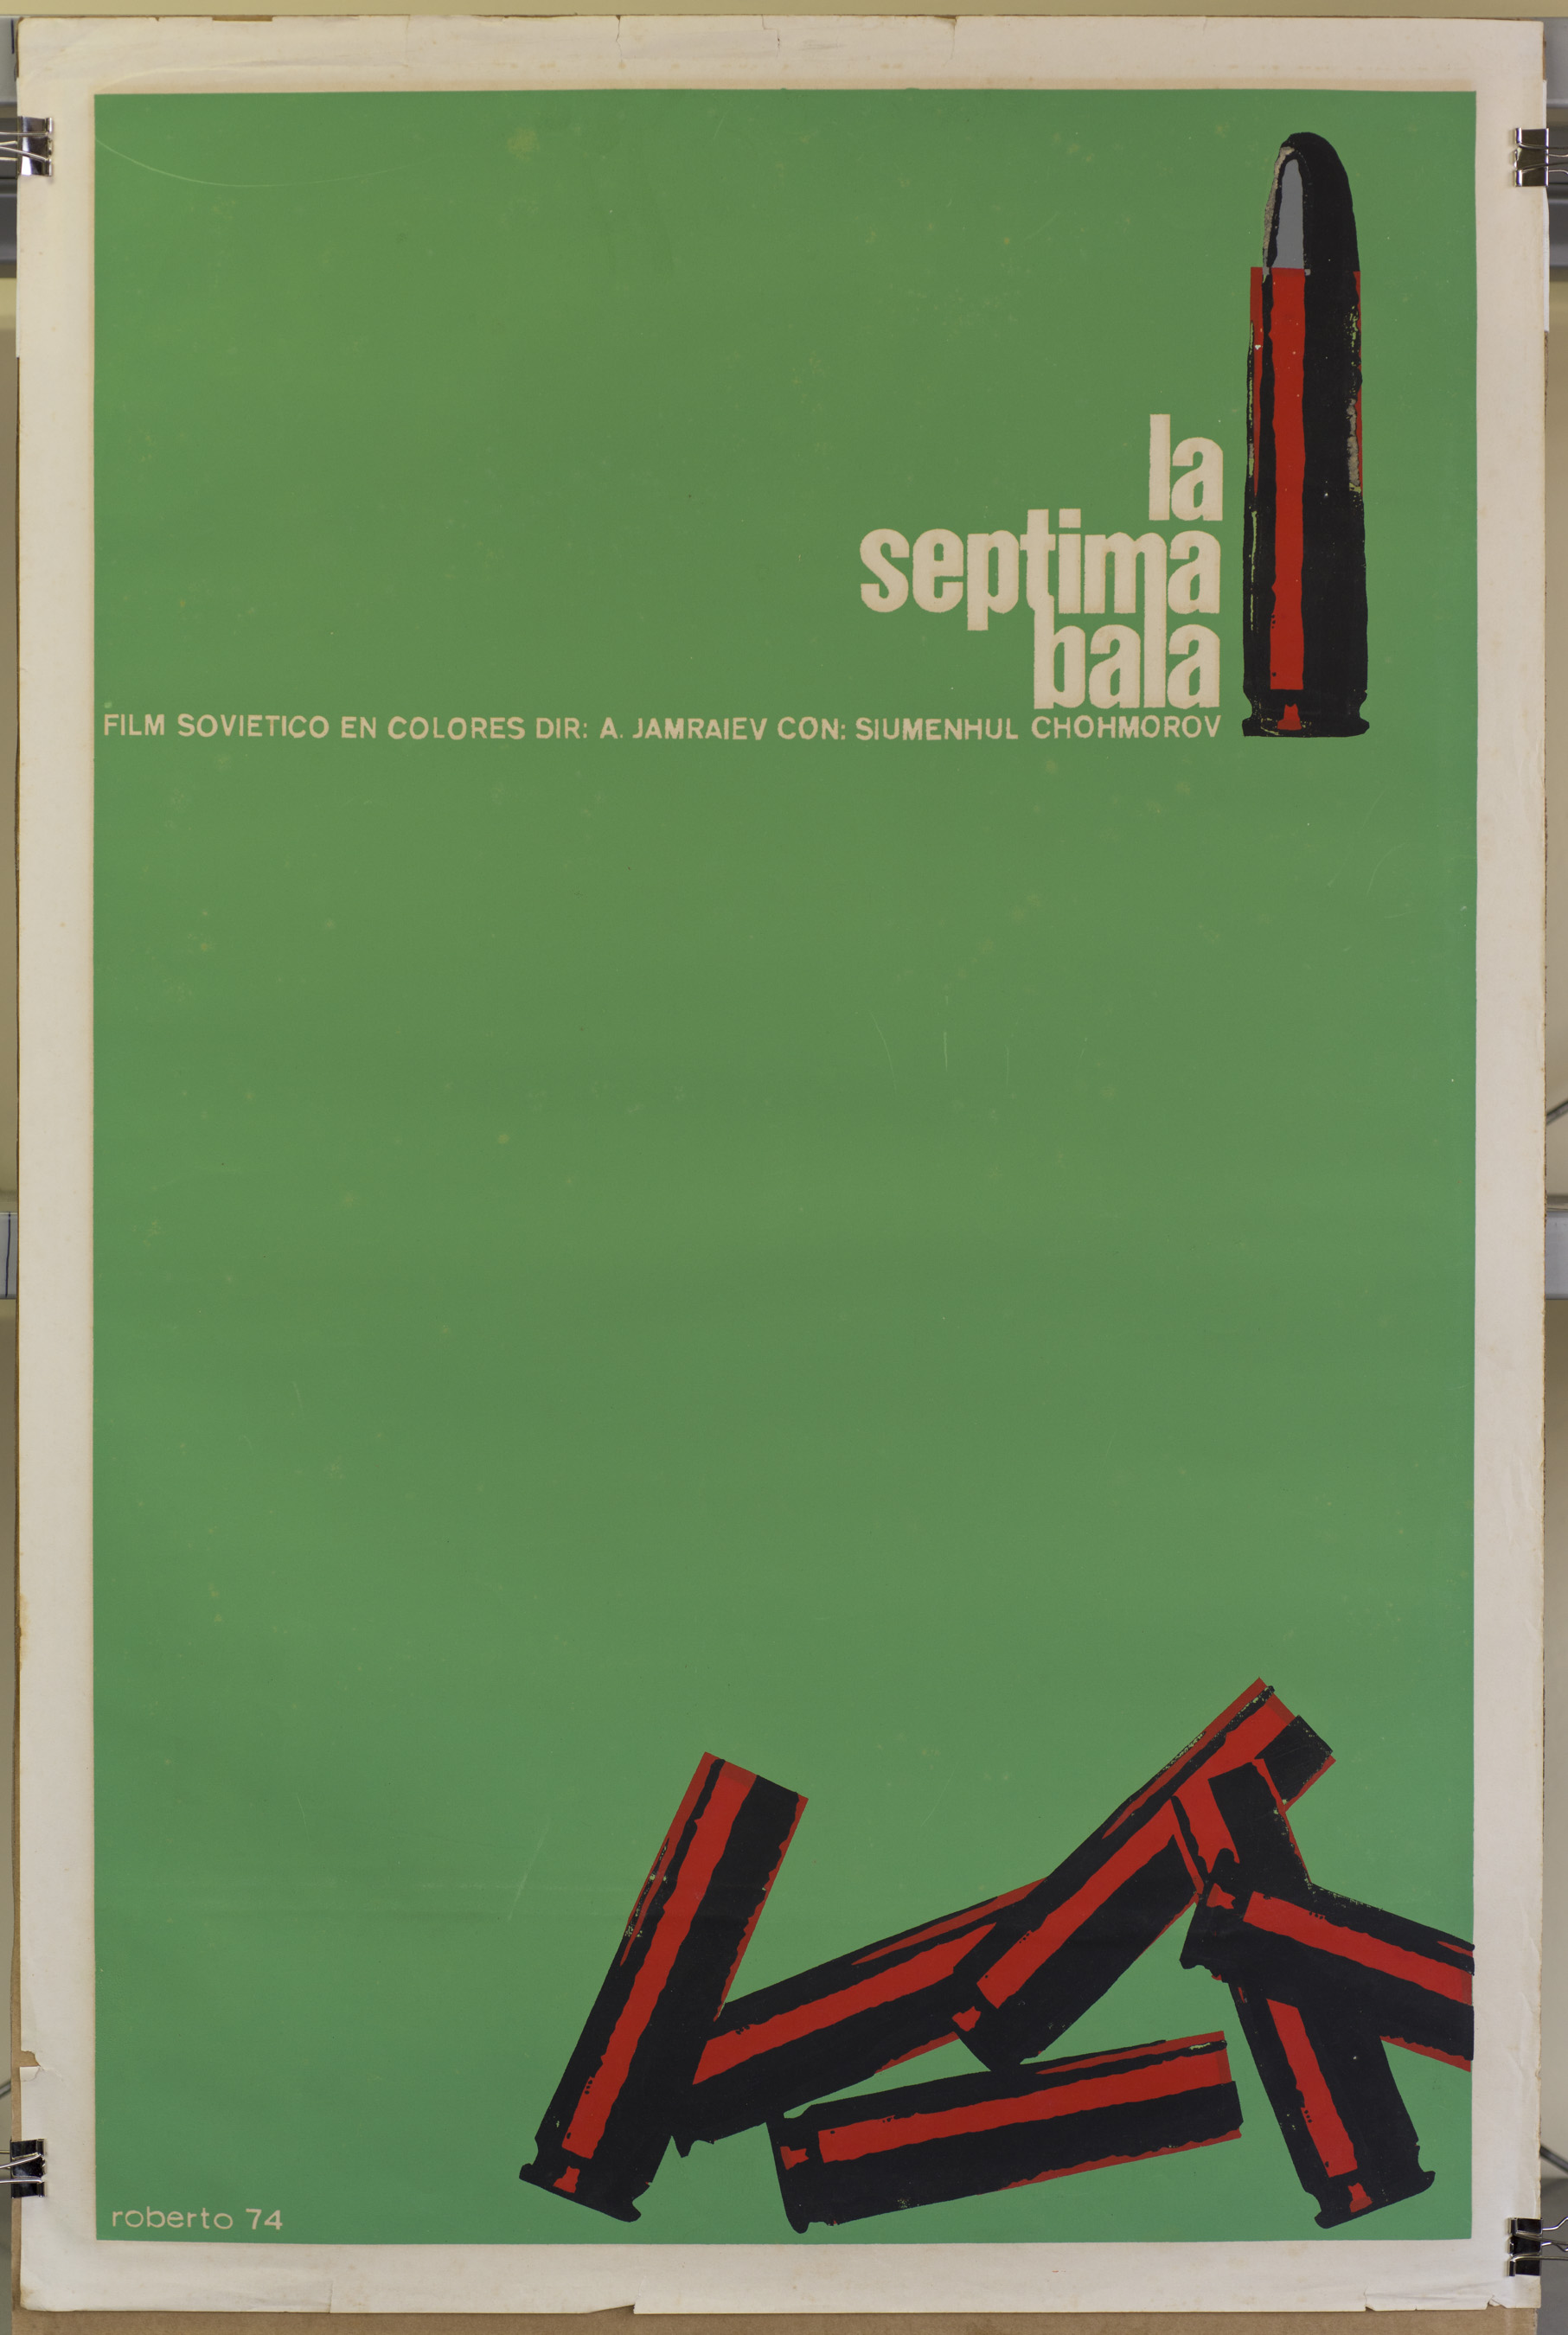 la
septima
bala
FILM SOVIETICO EN COLORES DIR: A. JAMRAIEV CON: SIUMENHUL CHOHMOROV
roberto 74